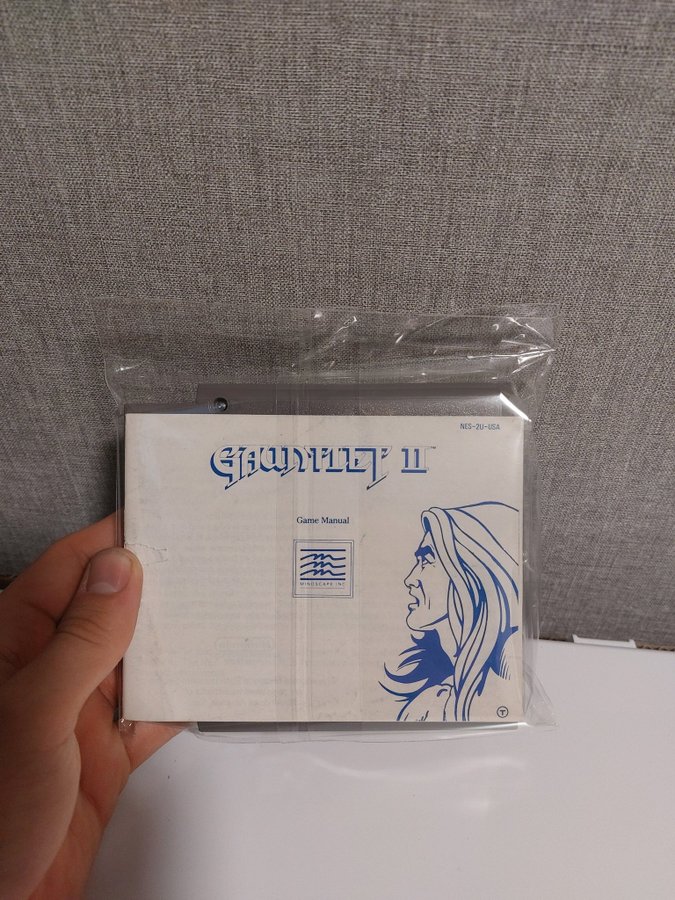 NES-2U-USA
GAUNTLET II™
Game Manual
MINDSCAPE INC
T